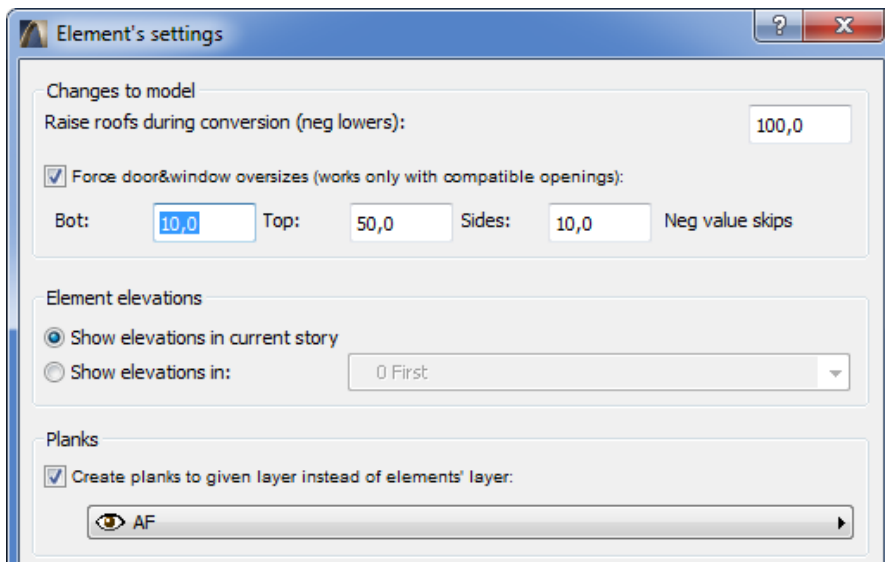 Element's settings
Changes to model
Raise roofs during conversion (neg lowers): 100,0
Force door&window oversizes (works only with compatible openings):
Bot: 10,0 Top: 50,0 Sides: 10,0 Neg value skips
Element elevations
Show elevations in current story
Show elevations in: 0 First
Planks
Create planks to given layer instead of elements' layer:
AF